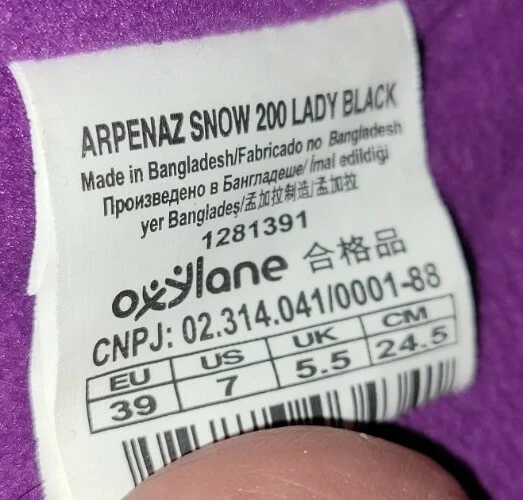 ARPENAZ SNOW 200 LADY BLACK
Made in Bangladesh/Fabricado no Bangladesh
Произведено в Бангладеше/ İmal edildiği
yer Bangladeş/孟加拉制造/孟加拉
1281391
oxylane 合格品
CNPJ: 02.314.041/0001-88
EU US UK CM
39 7 5.5 24.5